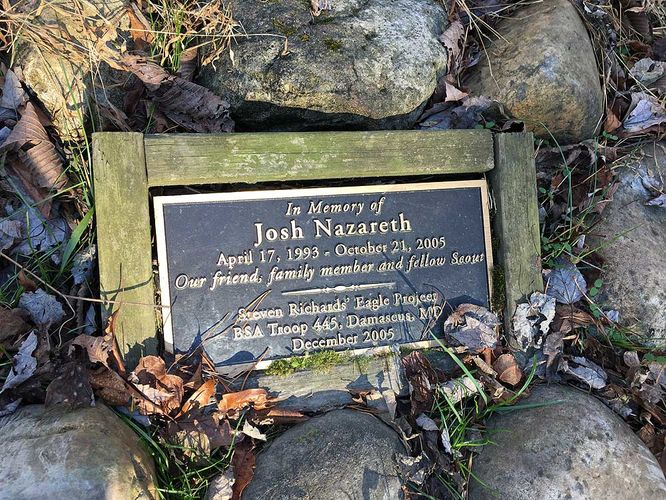 In Memory of
Josh Nazareth
April 17, 1993 - October 21, 2005
Our friend, family member and fellow Scout
Steven Richards' Eagle Project
BSA Troop 445, Damascus, MD
December 2005